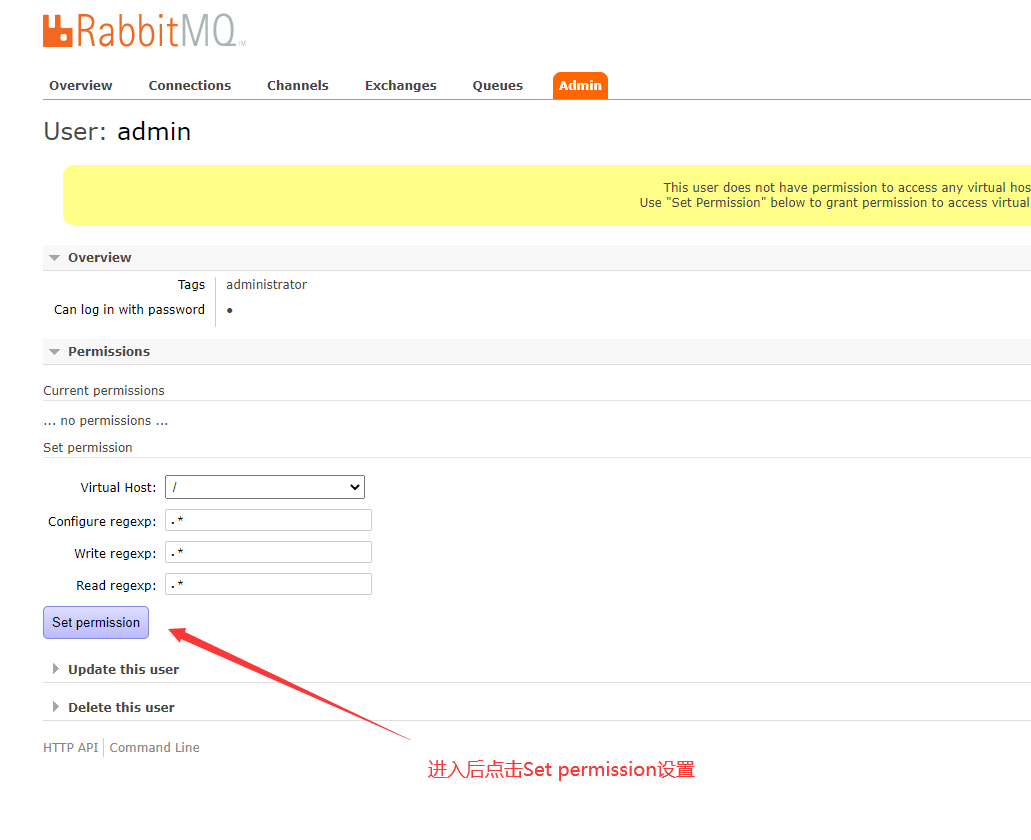 RabbitMQ™
Overview Connections Channels Exchanges Queues Admin
User: admin
This user does not have permission to access any virtual hos
Use "Set Permission" below to grant permission to access virtual
Overview
Tags administrator
Can log in with password ●
Permissions
Current permissions
... no permissions ...
Set permission
Virtual Host: /
Configure regexp: .*
Write regexp: .*
Read regexp: .*
Set permission
Update this user
Delete this user
HTTP API Command Line
进入后点击Set permission设置